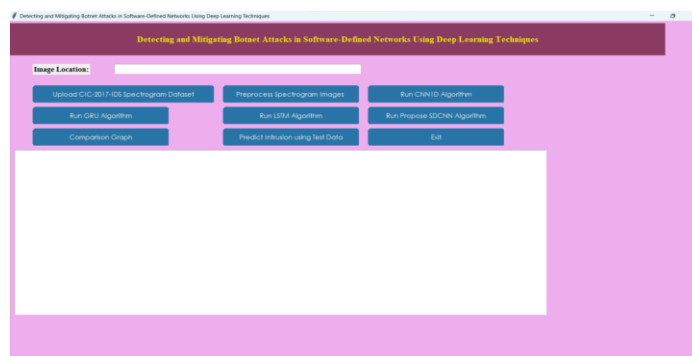 Detecting and Mitigating Botnet Attacks in Software-Defined Networks Using Deep Learning Techniques
Detecting and Mitigating Botnet Attacks in Software-Defined Networks Using Deep Learning Techniques
Image Location:
Upload CIC-2017-IDS Spectrogram Dataset Preprocess Spectrogram Images Run CNN1D Algorithm
Run GRU Algorithm Run LSTM Algorithm Run Propose SDCNN Algorithm
Comparison Graph Predict Intrusion using Test Data Exit